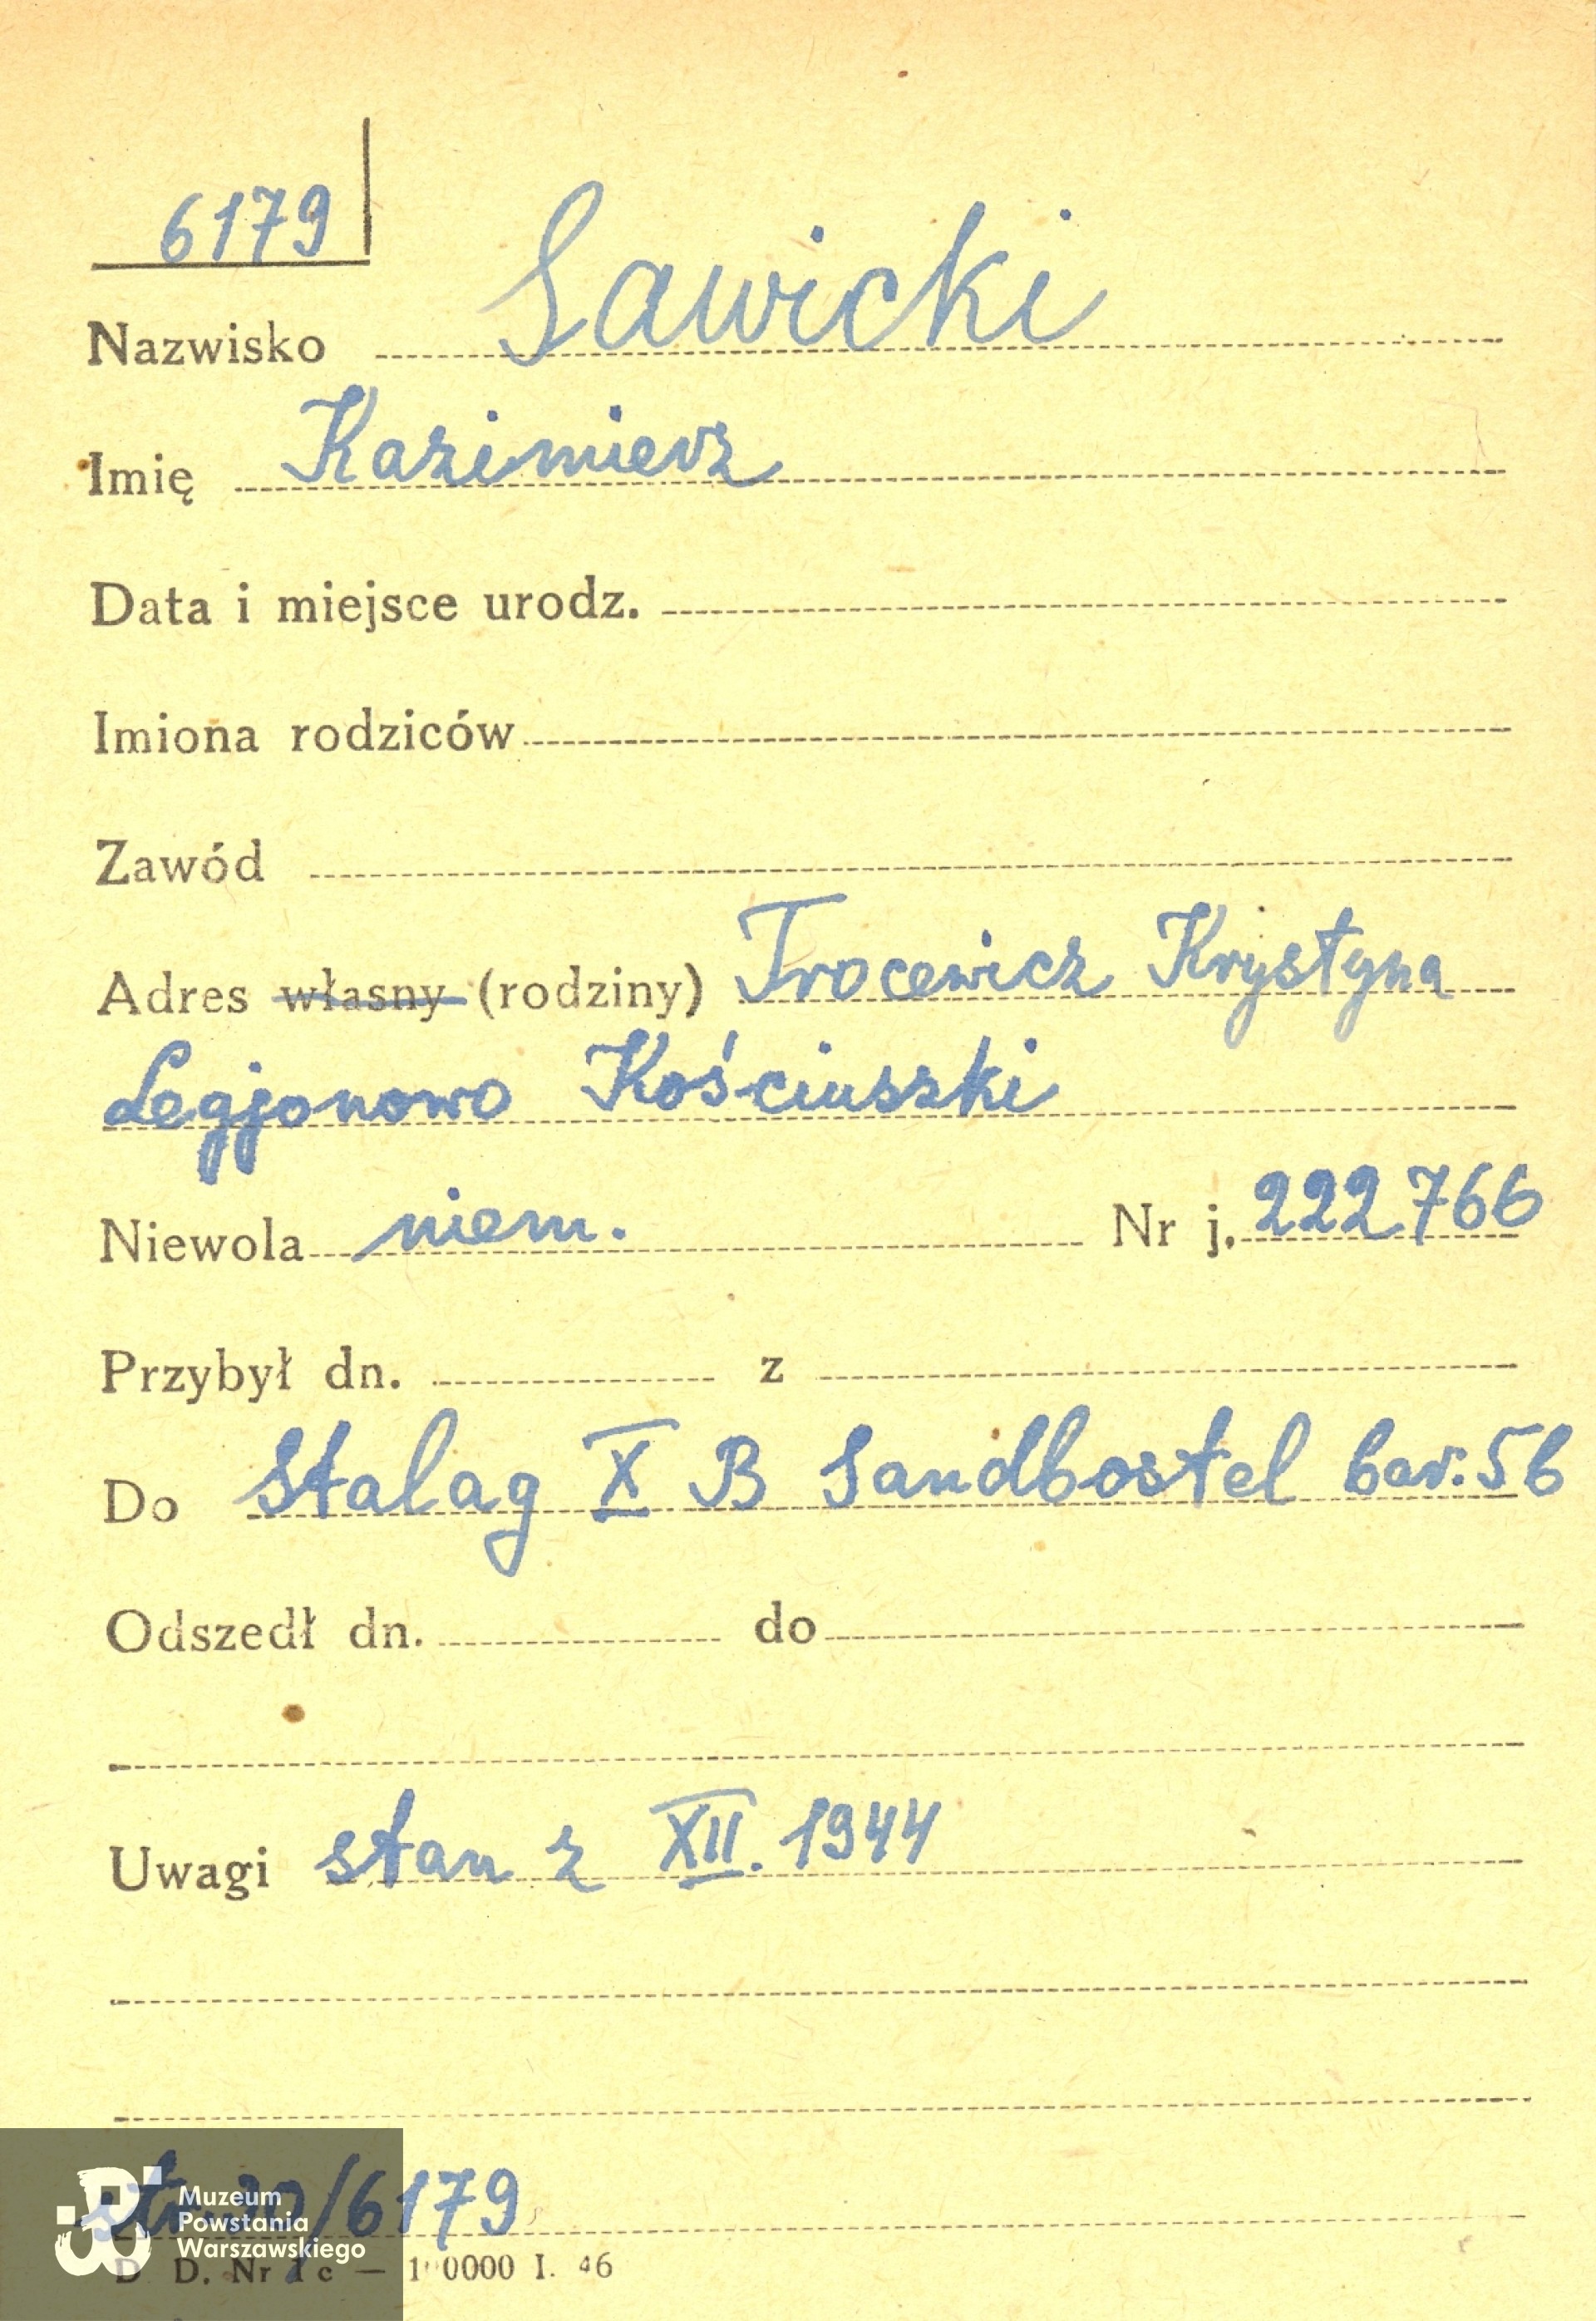 6179
Nazwisko Sawicki
Imię Kazimierz
Data i miejsce urodz.
Imiona rodziców
Zawód
Adres własny (rodziny) Trocewicz Krystyna
Legjonowo Kościuszki
Niewola niem. Nr j. 222766
Przybył dn. z
Do Stalag X B Sandbostel bar. 56
Odszedł dn. do
Uwagi stan z XII. 1944
/6179
Muzeum
Powstania
Warszawskiego
D. Nr 1 c — 0000 I. 46